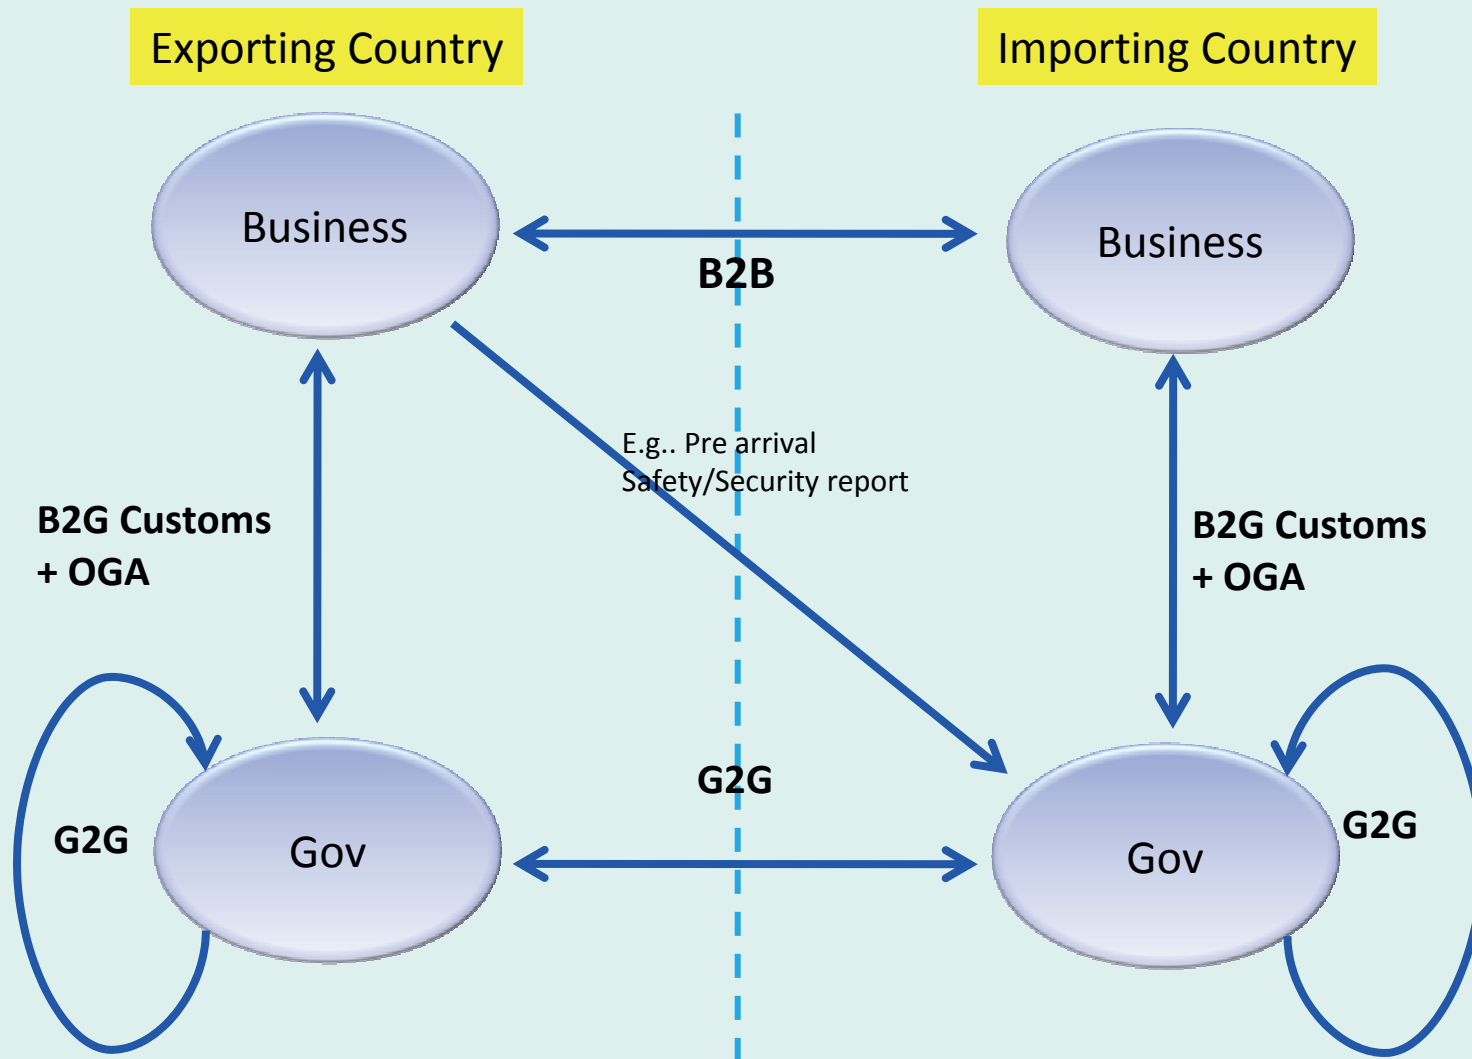 Exporting Country
Importing Country
Business
Business
B2B
E.g.. Pre arrival
Safety/Security report
B2G Customs
+ OGA
B2G Customs
+ OGA
G2G
G2G
Gov
Gov
G2G